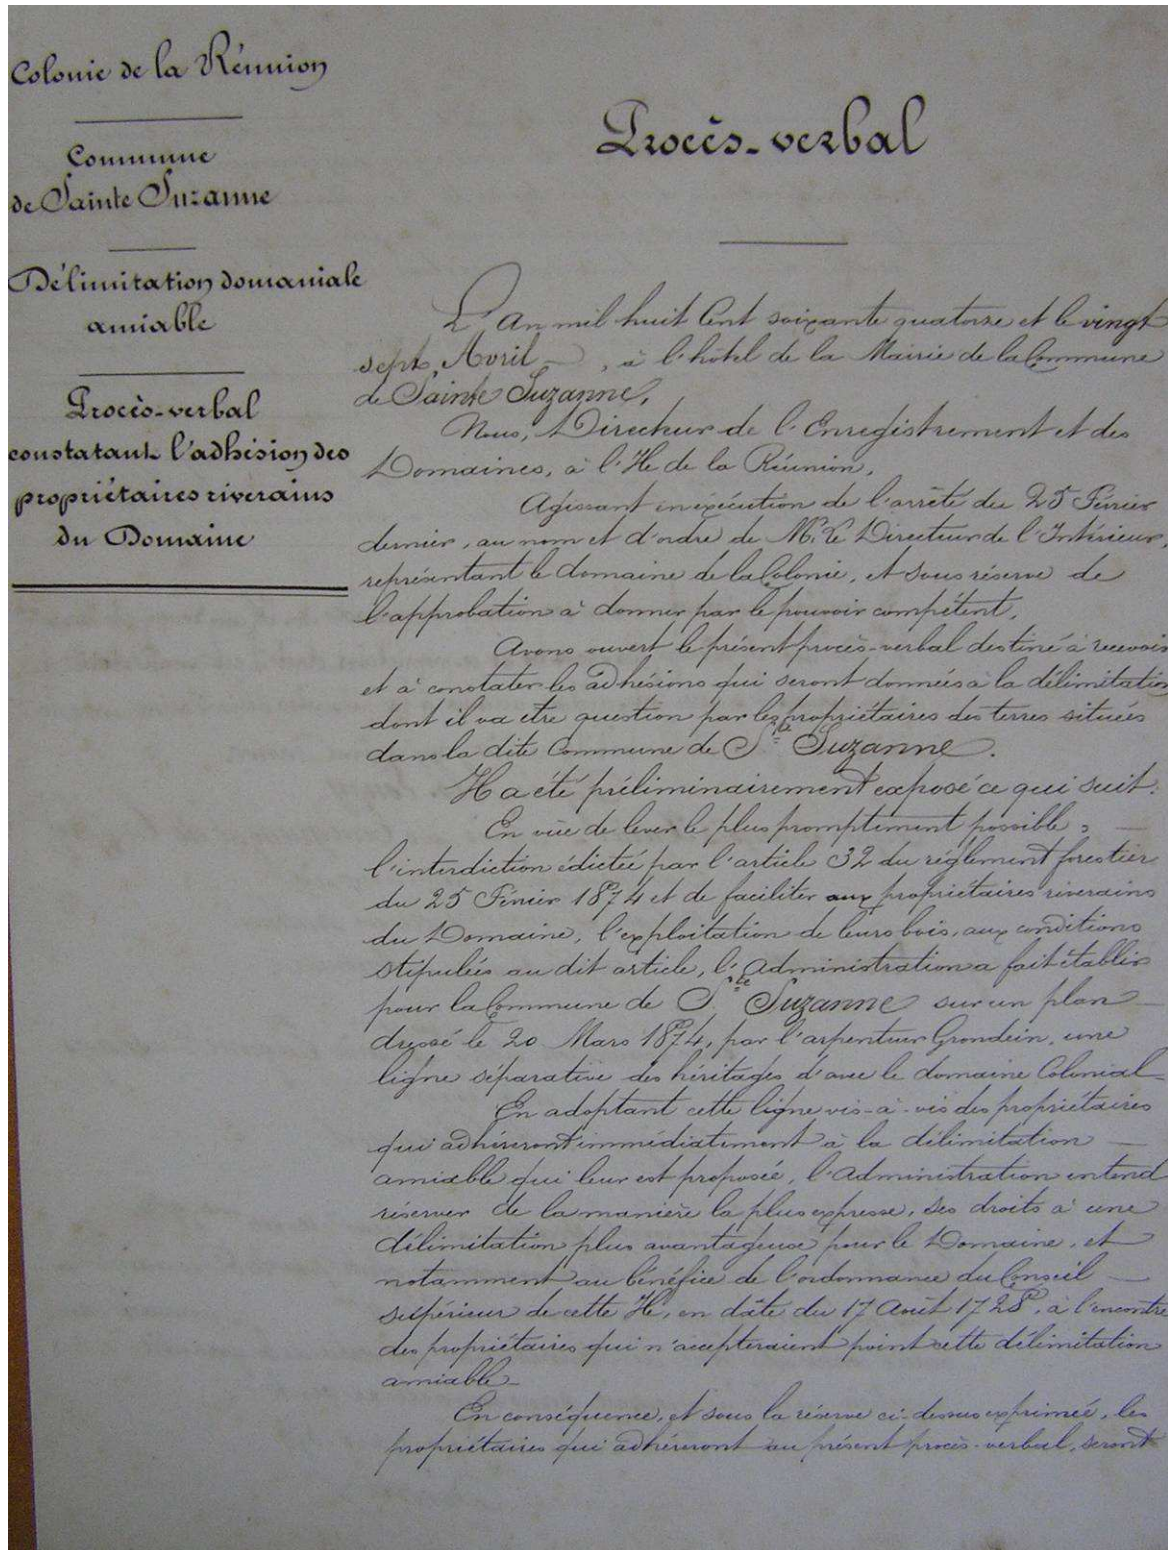 Colonie de la Réunion
Commune
de Sainte Suzanne
Délimitation domaniale
amiable
Procès-verbal
constatant l'adhésion des
propriétaires riverains
du Domaine
Procès-verbal
L'An mil huit Cent soixante quatorze et le vingt
sept Avril, à l'hôtel de la Mairie de la Commune
de Sainte Suzanne,
Nous, Directeur de l'Enregistrement et des
Domaines, à l'Ile de la Réunion,
Agissant en exécution de l'arrêté du 25 Février
dernier, au nom et d'ordre de M. Le Directeur de l'Intérieur,
représentant le domaine de la Colonie, et sous réserve de
l'approbation à donner par le pouvoir compétent,
Avons ouvert le présent procès-verbal destiné à recevoir
et à constater les adhésions qui seront données à la délimitation
dont il va etre question par les propriétaires des terres situées
dans la dite Commune de Ste Suzanne.
Il a été préliminairement exposé ce qui suit:
En vue de lever le plus promptement possible,
l'interdiction édictée par l'article 32 du réglement forestier
du 25 Février 1874 et de faciliter aux propriétaires riverains
du Domaine, l'exploitation de leurs bois, aux conditions
stipulées au dit article, l'Administration a fait établir
pour la Commune de Ste Suzanne sur un plan
dressé le 20 Mars 1874, par l'arpenteur Grondein, une
ligne séparative des héritages d'avec le domaine Colonial
En adoptant cette ligne vis-à-vis des propriétaires
qui adhéreront immédiatement à la délimitation
amiable qui leur est proposée, l'Administration entend
réserver de la manière la plus expresse, ses droits à une
délimitation plus avantageuse pour le Domaine, et
notamment au bénéfice de l'ordonnance du Conseil
supérieur de cette Ile, en dâte du 17 Août 1728, à l'encontre
des propriétaires qui n'accepteraient point cette délimitation
amiable
En conséquence, et sous la réserve ci-dessus exprimée, les
propriétaires qui adhéreront au présent procès-verbal, seront